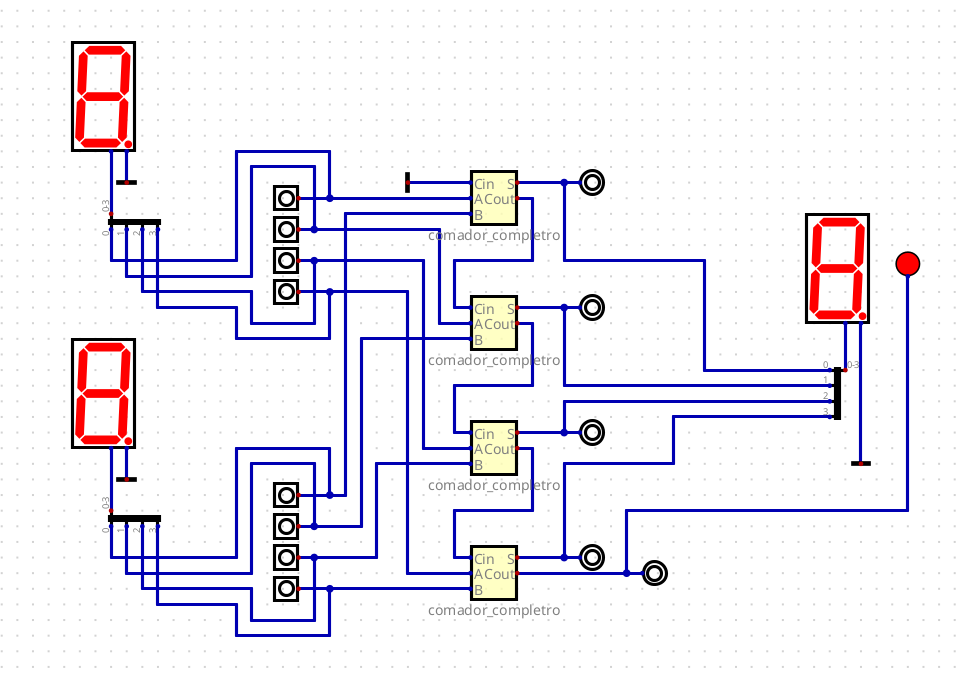 0-3
0 1 2 3
Cin S
A Cout
B
comador_completro
Cin S
A Cout
B
comador_completro
0 0-3
1
2
3
Cin S
A Cout
B
comador_completro
0-3
0 1 2 3
Cin S
A Cout
B
comador_completro